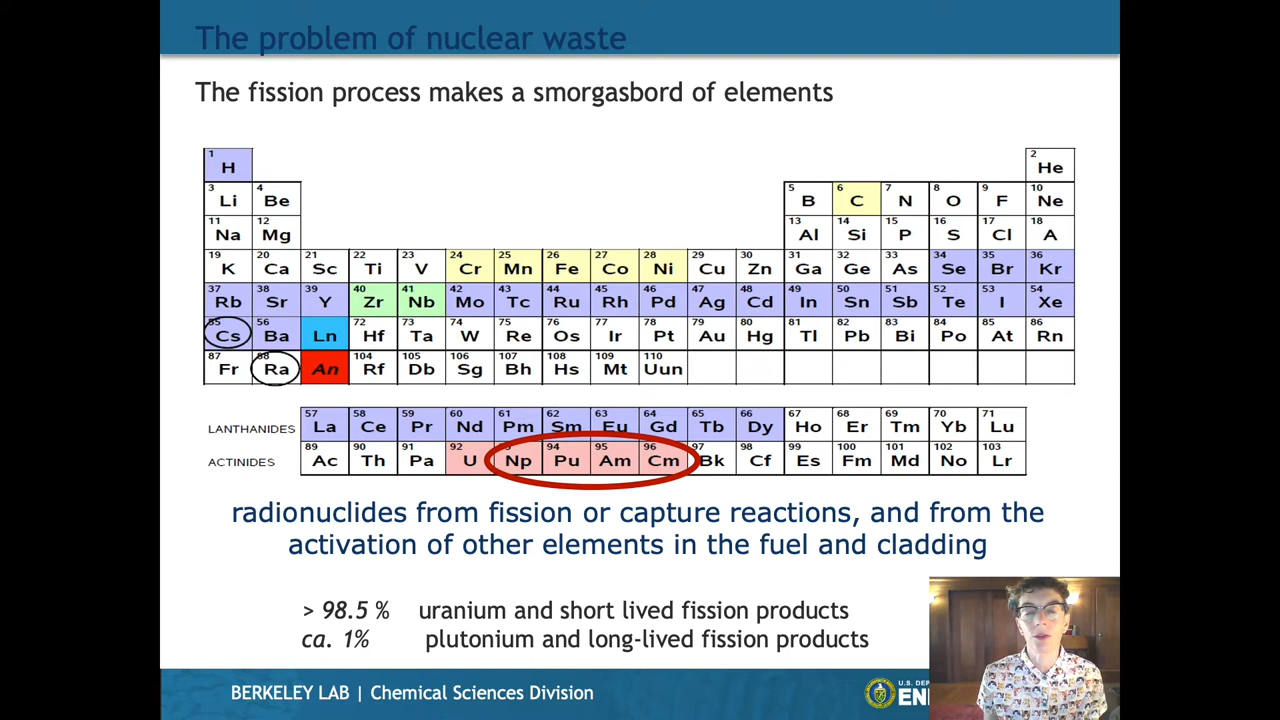 The problem of nuclear waste
The fission process makes a smorgasbord of elements
1 H 2 He
3 Li 4 Be 5 B 6 C 7 N 8 O 9 F 10 Ne
11 Na 12 Mg 13 Al 14 Si 15 P 16 S 17 Cl 18 A
19 K 20 Ca 21 Sc 22 Ti 23 V 24 Cr 25 Mn 26 Fe 27 Co 28 Ni 29 Cu 30 Zn 31 Ga 32 Ge 33 As 34 Se 35 Br 36 Kr
37 Rb 38 Sr 39 Y 40 Zr 41 Nb 42 Mo 43 Tc 44 Ru 45 Rh 46 Pd 47 Ag 48 Cd 49 In 50 Sn 51 Sb 52 Te 53 I 54 Xe
55 Cs 56 Ba Ln 72 Hf 73 Ta 74 W 75 Re 76 Os 77 Ir 78 Pt 79 Au 80 Hg 81 Tl 82 Pb 83 Bi 84 Po 85 At 86 Rn
87 Fr 88 Ra An 104 Rf 105 Db 106 Sg 107 Bh 108 Hs 109 Mt 110 Uun
LANTHANIDES 57 La 58 Ce 59 Pr 60 Nd 61 Pm 62 Sm 63 Eu 64 Gd 65 Tb 66 Dy 67 Ho 68 Er 69 Tm 70 Yb 71 Lu
ACTINIDES 89 Ac 90 Th 91 Pa 92 U Np 94 Pu 95 Am 96 Cm 97 Bk 98 Cf 99 Es 100 Fm 101 Md 102 No 103 Lr
radionuclides from fission or capture reactions, and from the
activation of other elements in the fuel and cladding
> 98.5 % uranium and short lived fission products
ca. 1% plutonium and long-lived fission products
BERKELEY LAB | Chemical Sciences Division
U.S. DEP
EN